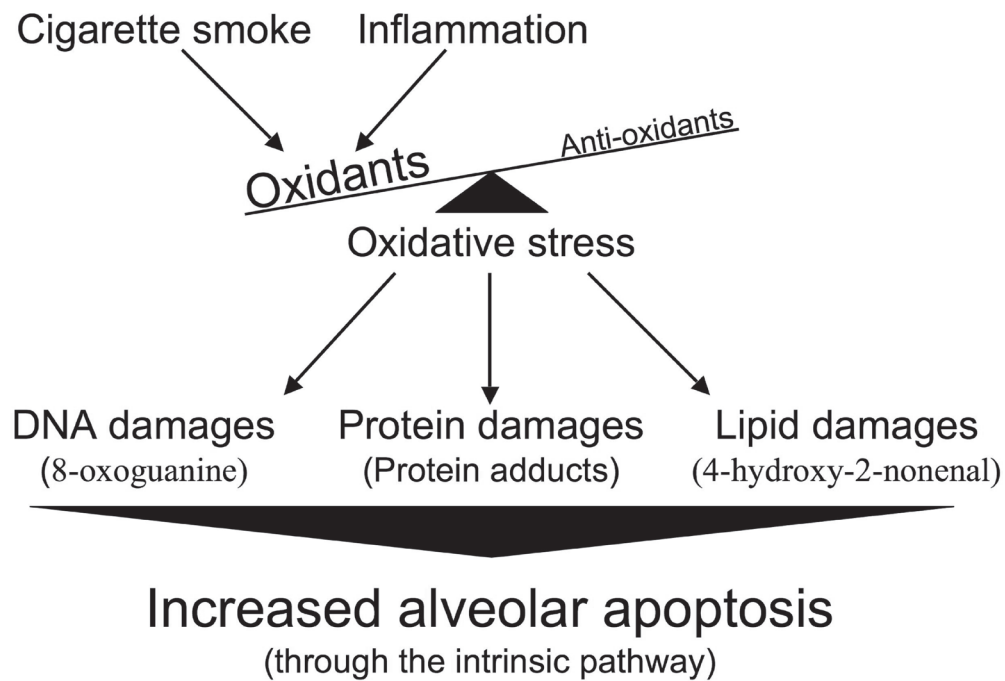 Cigarette smoke Inflammation
Anti-oxidants
Oxidants
Oxidative stress
DNA damages Protein damages Lipid damages
(8-oxoguanine) (Protein adducts) (4-hydroxy-2-nonenal)
Increased alveolar apoptosis
(through the intrinsic pathway)